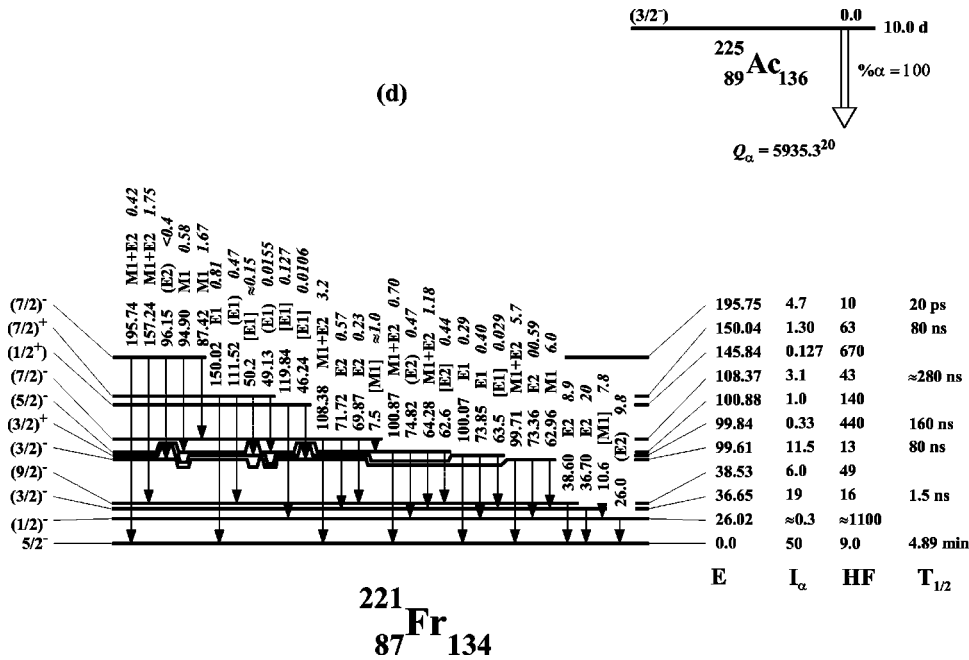 (3/2⁻) 0.0 10.0 d
²²⁵₈₉Ac₁₃₆
%α = 100
(d)
Qα = 5935.3²⁰
195.74 M1+E2 0.42
157.24 M1+E2 1.75
96.15 (E2) <0.4
94.90 M1 0.58
87.42 M1 1.67
150.02 E1 0.81
111.52 (E1) 0.47
50.2 [E1] ≈0.15
49.13 (E1) 0.0155
119.84 [E1] 0.127
46.24 [E1] 0.0106
108.38 M1+E2 3.2
71.72 E2 0.57
69.87 E2 0.23
7.5 [M1] ≈1.0
100.87 M1+E2 0.70
74.82 (E2) 0.47
64.28 M1+E2 1.18
62.6 [E2] 0.44
100.07 E1 0.29
73.85 E1 0.40
63.5 [E1] 0.029
99.71 M1+E2 5.7
73.36 E2 00.59
62.96 M1 6.0
38.60 E2 8.9
36.70 E2 20
10.6 [M1] 7.8
26.0 (E2) 9.8
(7/2)⁻ 195.75 4.7 10 20 ps
(7/2)⁺ 150.04 1.30 63 80 ns
(1/2⁺) 145.84 0.127 670
(7/2)⁻ 108.37 3.1 43 ≈280 ns
(5/2)⁻ 100.88 1.0 140
(3/2)⁺ 99.84 0.33 440 160 ns
(3/2)⁻ 99.61 11.5 13 80 ns
(9/2)⁻ 38.53 6.0 49
(3/2)⁻ 36.65 19 16 1.5 ns
(1/2)⁻ 26.02 ≈0.3 ≈1100
5/2⁻ 0.0 50 9.0 4.89 min
E Iα HF T₁/₂
²²¹₈₇Fr₁₃₄